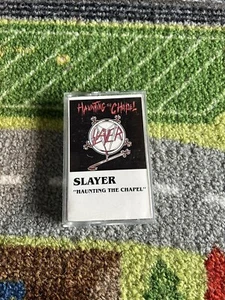 HAUNTING THE CHAPEL
SLAYER
SLAYER
"HAUNTING THE CHAPEL"